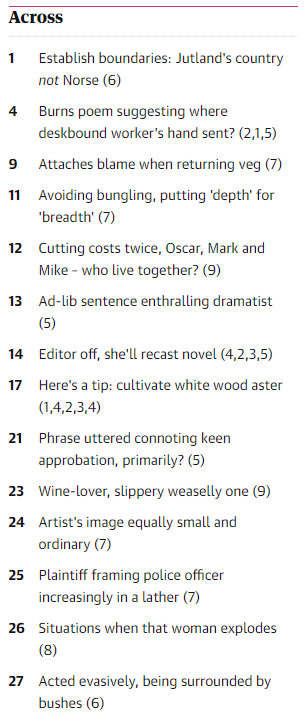 Across
1 Establish boundaries: Jutland's country
not Norse (6)
4 Burns poem suggesting where
deskbound worker's hand sent? (2,1,5)
9 Attaches blame when returning veg (7)
11 Avoiding bungling, putting 'depth' for
'breadth' (7)
12 Cutting costs twice, Oscar, Mark and
Mike – who live together? (9)
13 Ad-lib sentence enthralling dramatist
(5)
14 Editor off, she'll recast novel (4,2,3,5)
17 Here's a tip: cultivate white wood aster
(1,4,2,3,4)
21 Phrase uttered connoting keen
approbation, primarily? (5)
23 Wine-lover, slippery weaselly one (9)
24 Artist's image equally small and
ordinary (7)
25 Plaintiff framing police officer
increasingly in a lather (7)
26 Situations when that woman explodes
(8)
27 Acted evasively, being surrounded by
bushes (6)